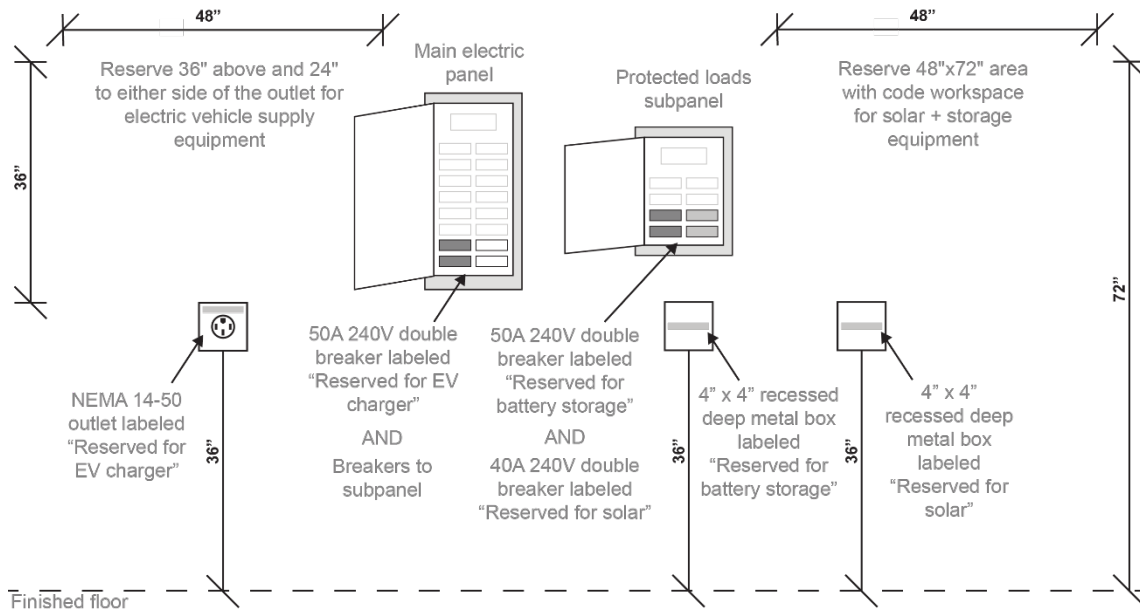 48”
48”
Reserve 36" above and 24"
to either side of the outlet for
electric vehicle supply
equipment
Main electric
panel
Protected loads
subpanel
Reserve 48"x72" area
with code workspace
for solar + storage
equipment
36”
72”
NEMA 14-50
outlet labeled
“Reserved for
EV charger”
36”
50A 240V double
breaker labeled
“Reserved for EV
charger”
AND
Breakers to
subpanel
50A 240V double
breaker labeled
“Reserved for
battery storage”
AND
40A 240V double
breaker labeled
“Reserved for solar”
36”
4” x 4” recessed
deep metal box
labeled
“Reserved for
battery storage”
36”
4” x 4”
recessed deep
metal box
labeled
“Reserved for
solar”
Finished floor